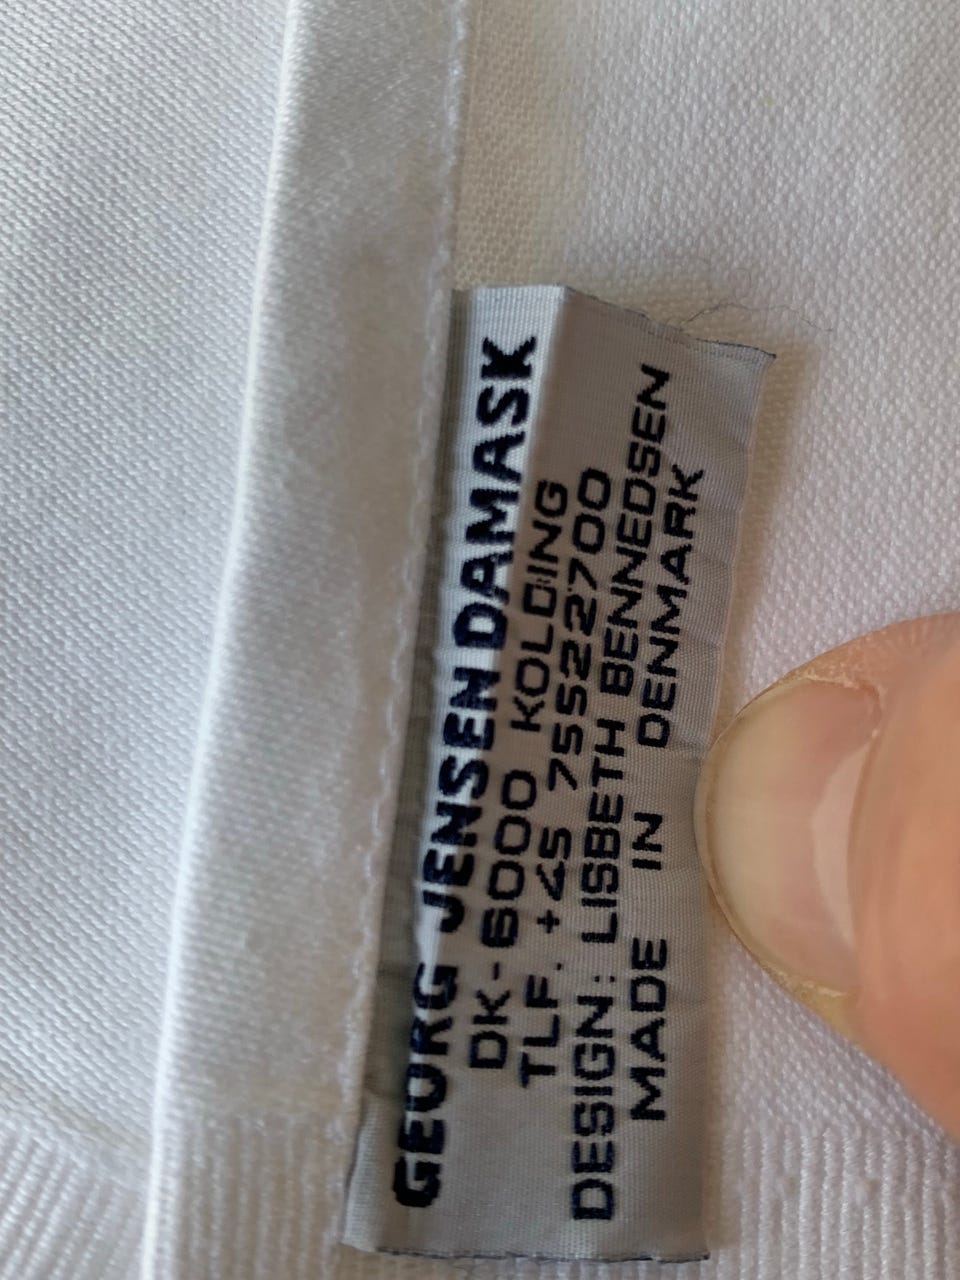 GEORG JENSEN DAMASK
DK-6000 KOLDING
TLF. +45 75522700
DESIGN: LISBETH BENNEDSEN
MADE IN DENMARK